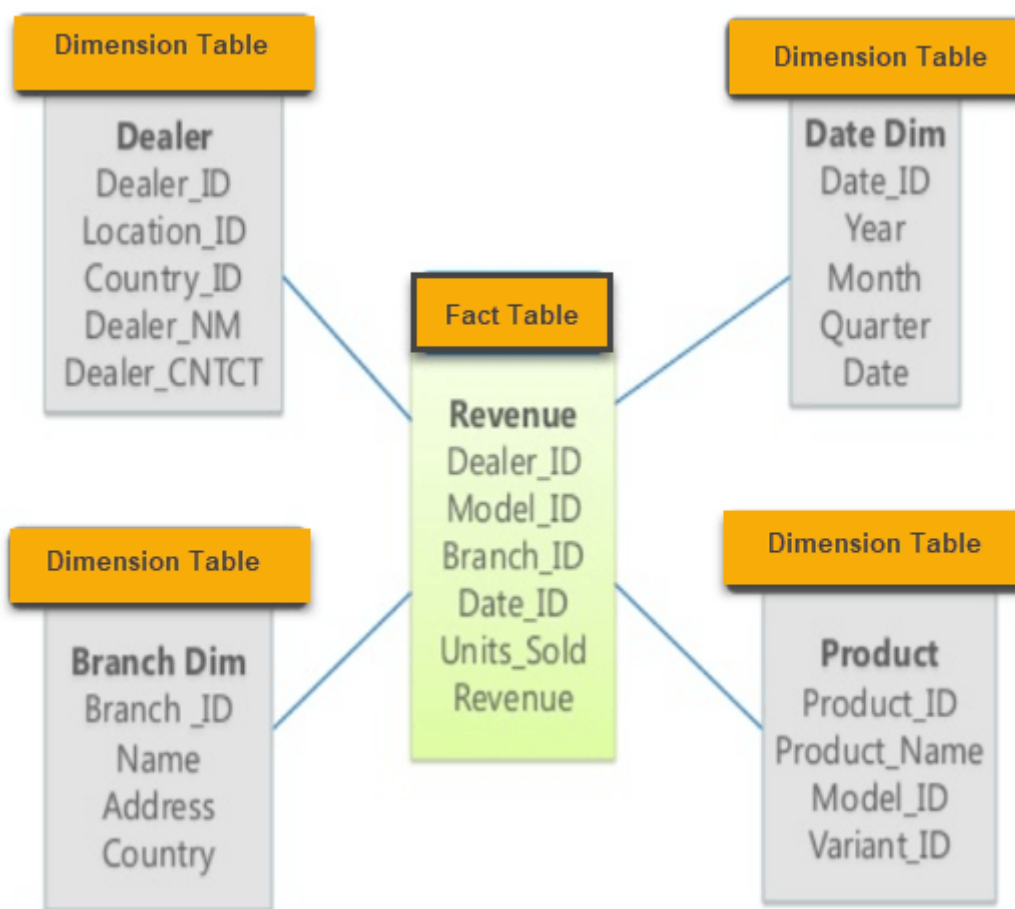 Dimension Table
Dealer
Dealer_ID
Location_ID
Country_ID
Dealer_NM
Dealer_CNTCT
Dimension Table
Date Dim
Date_ID
Year
Month
Quarter
Date
Fact Table
Revenue
Dealer_ID
Model_ID
Branch_ID
Date_ID
Units_Sold
Revenue
Dimension Table
Branch Dim
Branch _ID
Name
Address
Country
Dimension Table
Product
Product_ID
Product_Name
Model_ID
Variant_ID